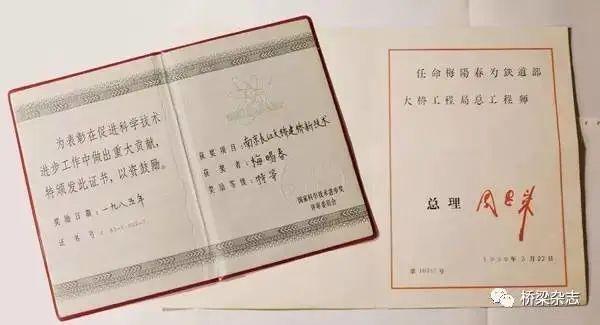 为表彰在促进科学技术
进步工作中做出重大贡献，
特颁发此证书，以资鼓励。
奖励日期：一九八五年
证书号：
获奖项目：南京长江大桥建桥新技术
获奖者：梅暘春
奖励等级：特等
国家科学技术进步奖
评审委员会
任命梅暘春为鉄道部
大桥工程局总工程师
总理 周恩来
桥梁杂志